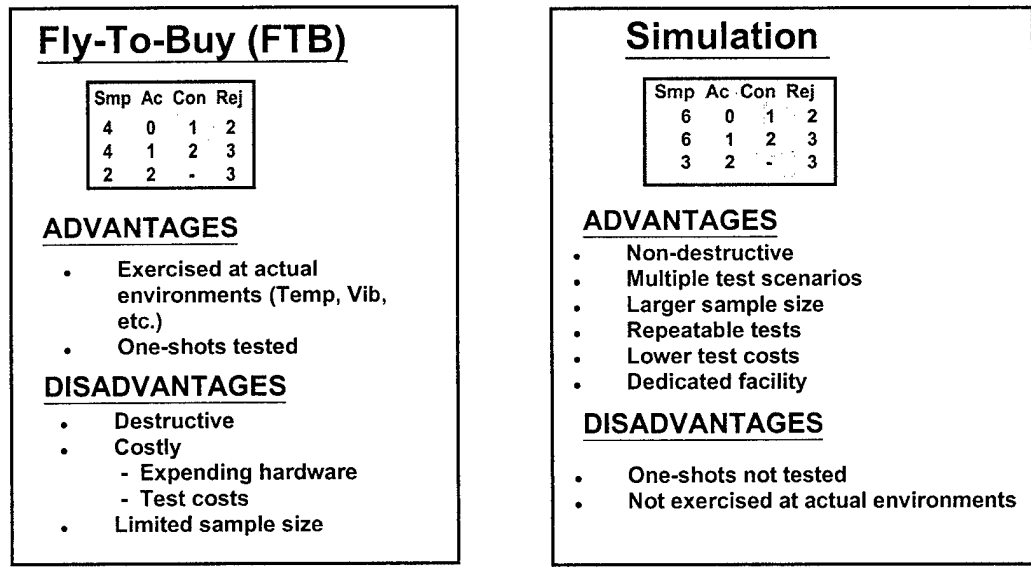 Fly-To-Buy (FTB)
Smp Ac Con Rej
4 0 1 2
4 1 2 3
2 2 - 3
ADVANTAGES
• Exercised at actual
environments (Temp, Vib,
etc.)
• One-shots tested
DISADVANTAGES
• Destructive
• Costly
- Expending hardware
- Test costs
• Limited sample size
Simulation
Smp Ac Con Rej
6 0 1 2
6 1 2 3
3 2 - 3
ADVANTAGES
• Non-destructive
• Multiple test scenarios
• Larger sample size
• Repeatable tests
• Lower test costs
• Dedicated facility
DISADVANTAGES
• One-shots not tested
• Not exercised at actual environments